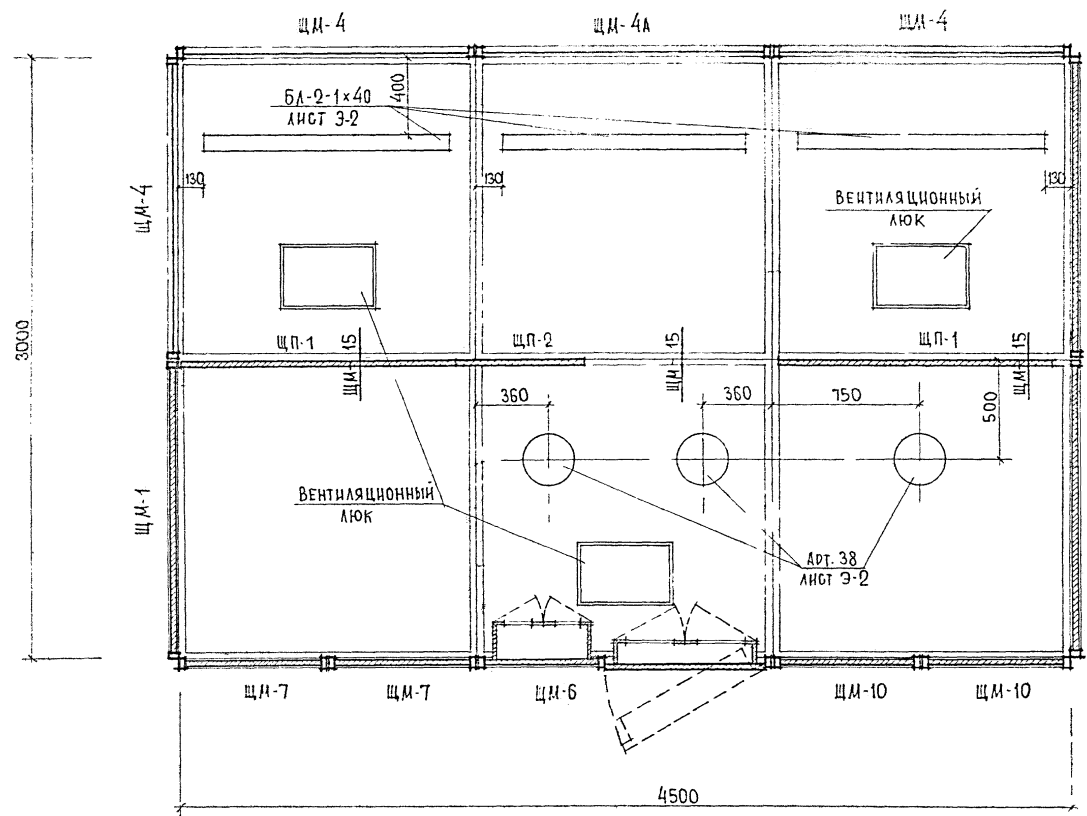 ЩМ-4
ЩМ-4А
ЩМ-4
БЛ-2-1×40
ЛИСТ Э-2
400
130
130
130
ВЕНТИЛЯЦИОННЫЙ
ЛЮК
ЩМ-4
3000
ЩП-1
ЩМ-15
ЩП-2
ЩМ-15
ЩП-1
ЩМ-15
360
360
750
500
ВЕНТИЛЯЦИОННЫЙ
ЛЮК
ЩМ-1
АРТ. 38
ЛИСТ Э-2
ЩМ-7
ЩМ-7
ЩМ-6
ЩМ-10
ЩМ-10
4500